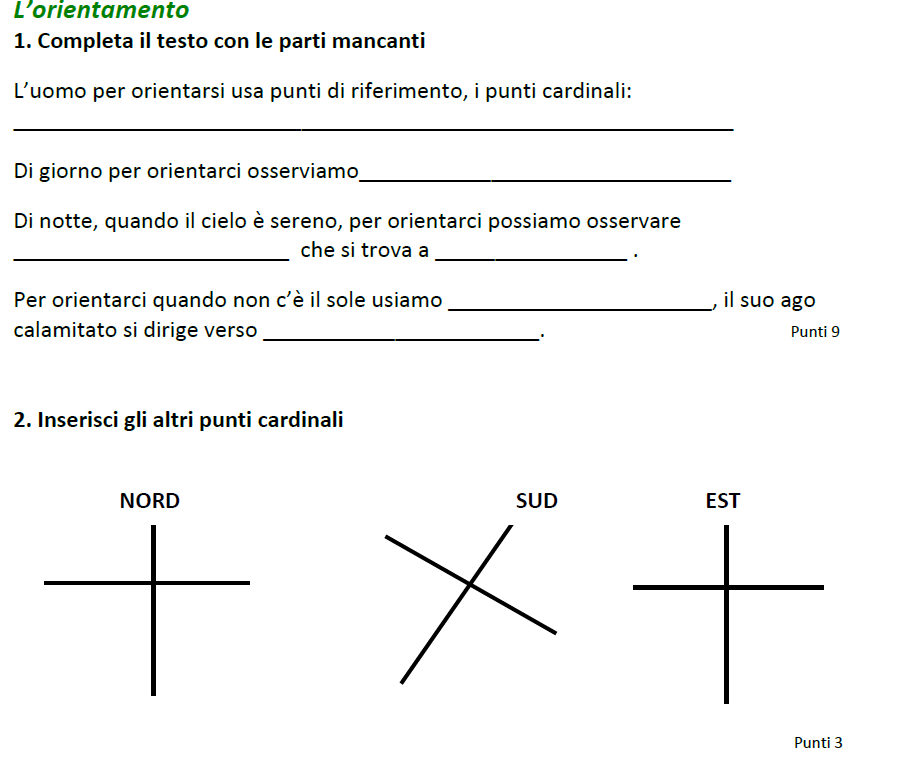 L’orientamento
1. Completa il testo con le parti mancanti
L’uomo per orientarsi usa punti di riferimento, i punti cardinali:
____________________________________________________________
Di giorno per orientarci osserviamo_______________________________
Di notte, quando il cielo è sereno, per orientarci possiamo osservare
_______________________ che si trova a ________________ .
Per orientarci quando non c’è il sole usiamo ______________________, il suo ago
calamitato si dirige verso _______________________. Punti 9
2. Inserisci gli altri punti cardinali
NORD SUD EST
Punti 3